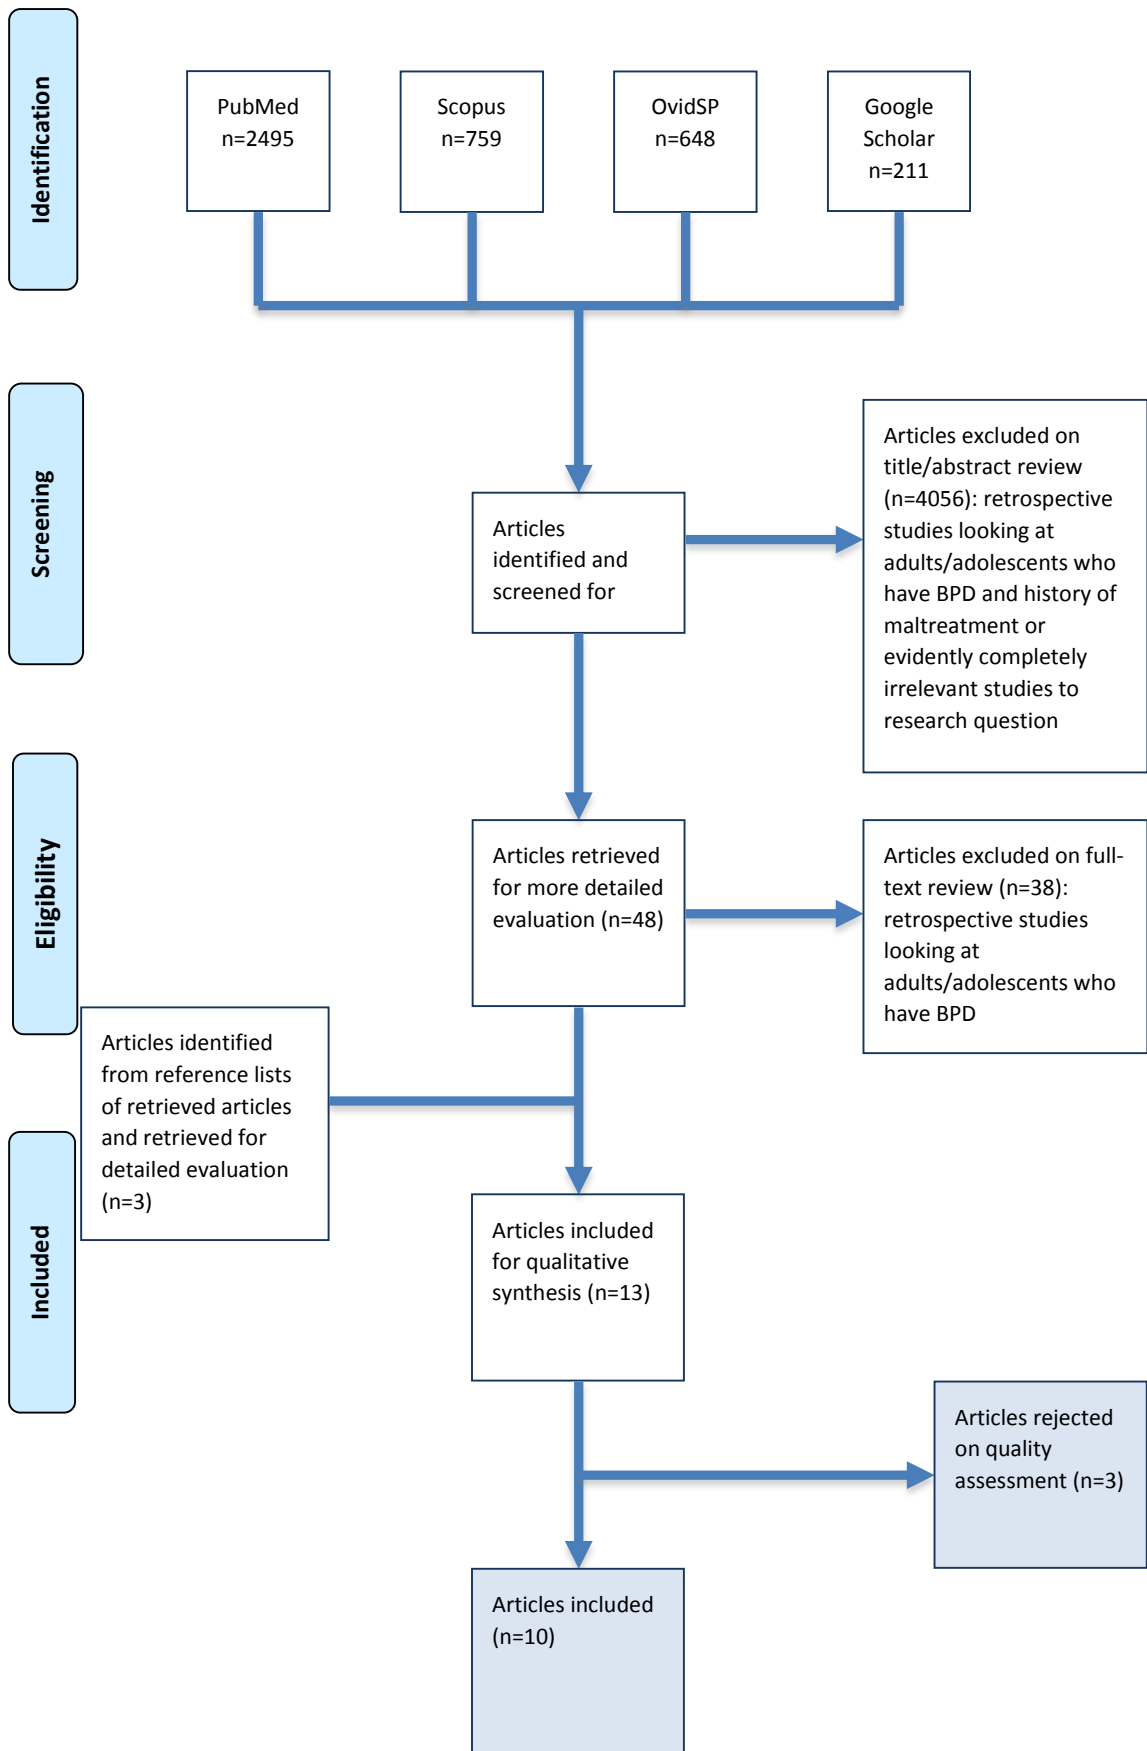 Identification
PubMed
n=2495
Scopus
n=759
OvidSP
n=648
Google
Scholar
n=211
Screening
Articles
identified and
screened for
Articles excluded on
title/abstract review
(n=4056): retrospective
studies looking at
adults/adolescents who
have BPD and history of
maltreatment or
evidently completely
irrelevant studies to
research question
Eligibility
Articles retrieved
for more detailed
evaluation (n=48)
Articles excluded on full-
text review (n=38):
retrospective studies
looking at
adults/adolescents who
have BPD
Articles identified
from reference lists
of retrieved articles
and retrieved for
detailed evaluation
(n=3)
Included
Articles included
for qualitative
synthesis (n=13)
Articles rejected
on quality
assessment (n=3)
Articles included
(n=10)